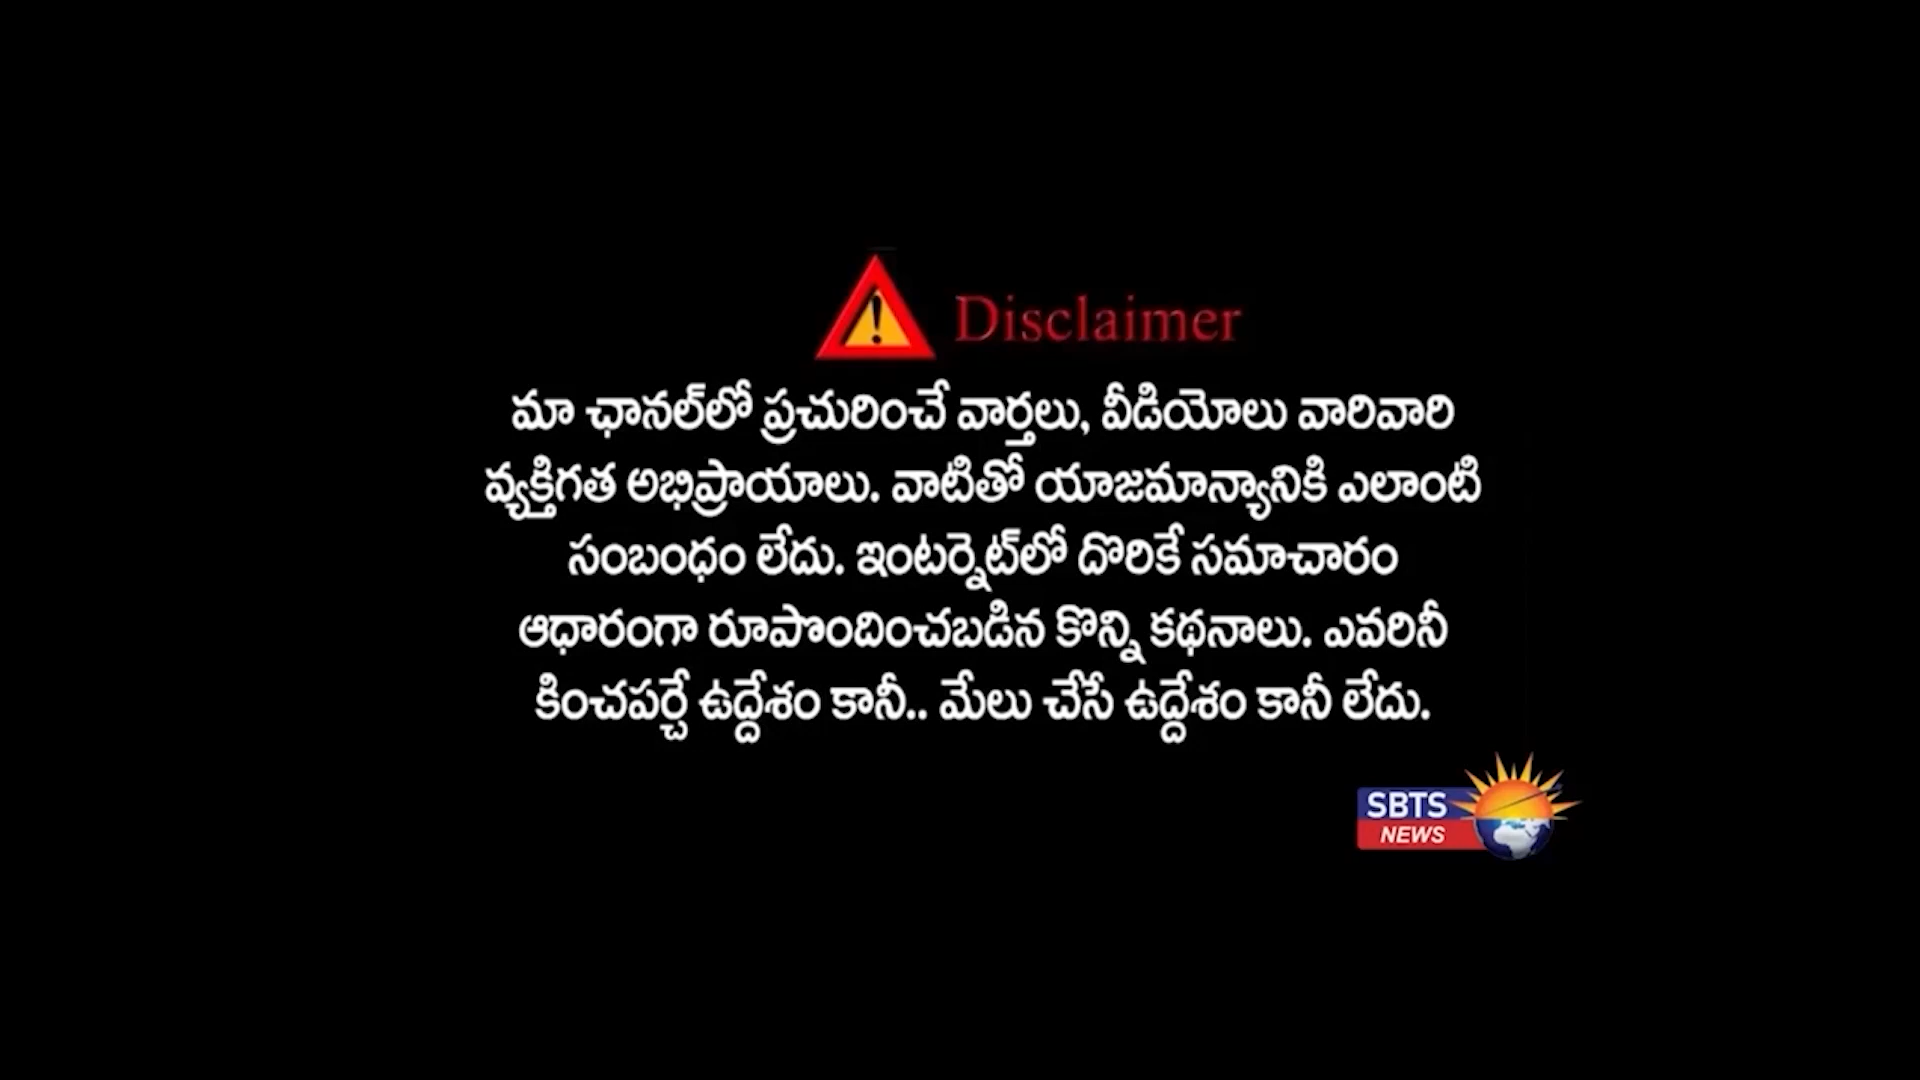 Disclaimer
మా ఛానల్‌లో ప్రచురించే వార్తలు, వీడియోలు వారివారి
వ్యక్తిగత అభిప్రాయాలు. వాటితో యాజమాన్యానికి ఎలాంటి
సంబంధం లేదు. ఇంటర్నెట్‌లో దొరికే సమాచారం
ఆధారంగా రూపొందించబడిన కొన్ని కథనాలు. ఎవరినీ
కించపర్చే ఉద్దేశం కానీ.. మేలు చేసే ఉద్దేశం కానీ లేదు.
SBTS
NEWS